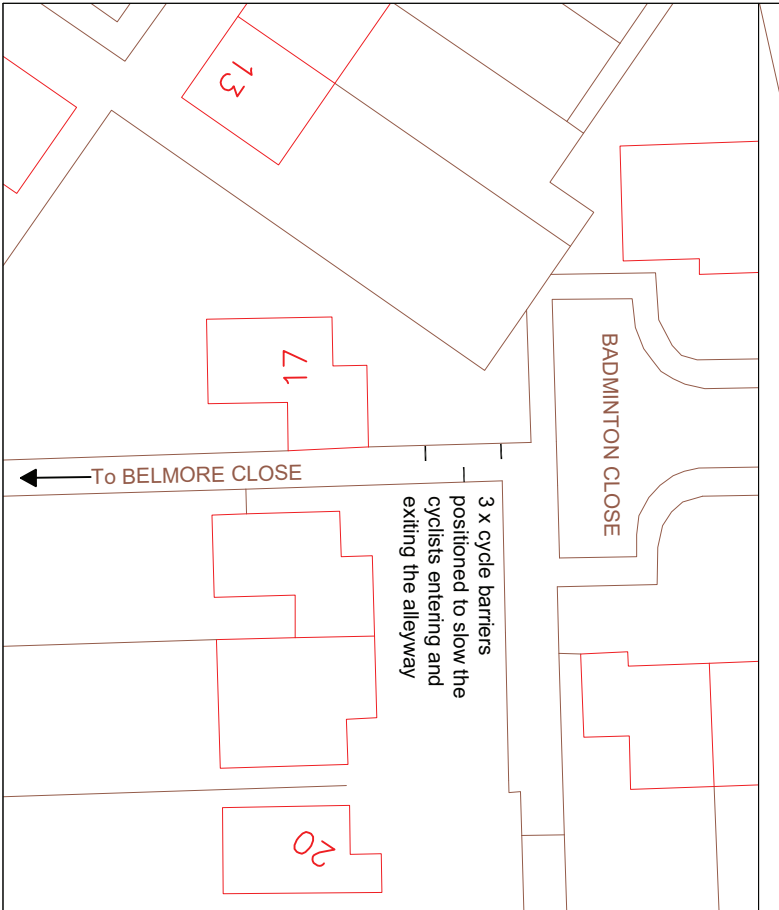 13
17
BADMINTON CLOSE
To BELMORE CLOSE
3 x cycle barriers
positioned to slow the
cyclists entering and
exiting the alleyway
20